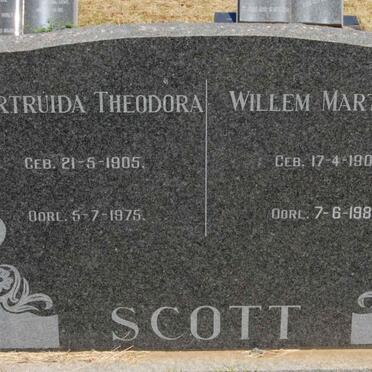 RTRUIDA THEODORA
GEB. 21-5-1905.
OORL. 5-7-1975.
WILLEM MART
GEB. 17-4-190
OORL. 7-6-198
SCOTT